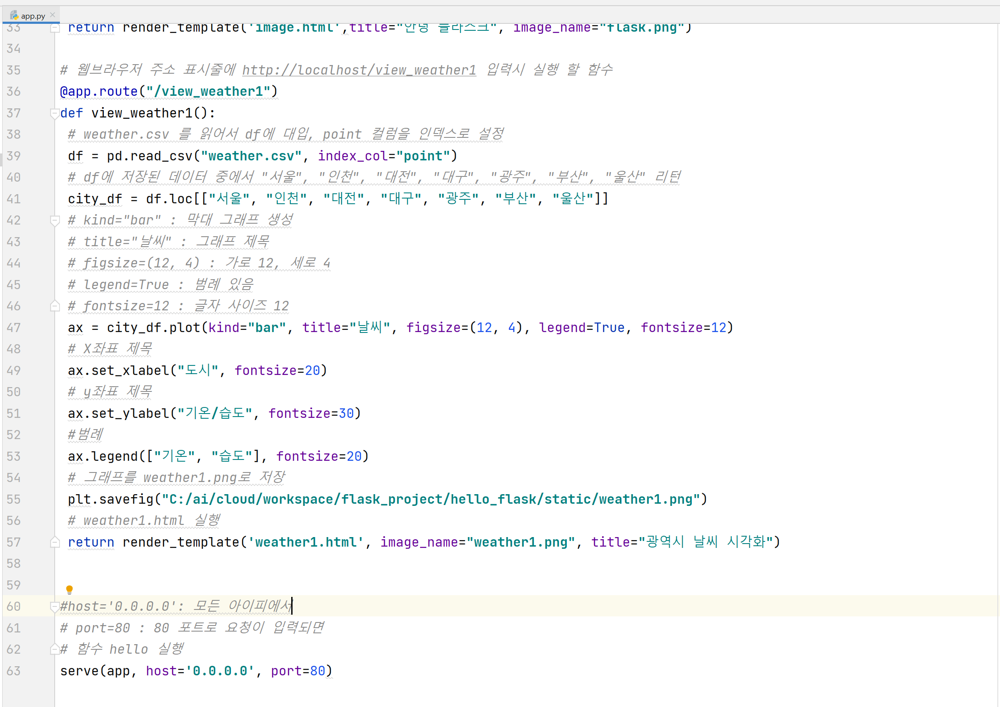 app.py
33 return render_template('image.html',title="안녕 플라스크", image_name="flask.png")
34
35 # 웹브라우저 주소 표시줄에 http://localhost/view_weather1 입력시 실행 할 함수
36 @app.route("/view_weather1")
37 def view_weather1():
38 # weather.csv 를 읽어서 df에 대입, point 컬럼을 인덱스로 설정
39 df = pd.read_csv("weather.csv", index_col="point")
40 # df에 저장된 데이터 중에서 "서울", "인천", "대전", "대구", "광주", "부산", "울산" 리턴
41 city_df = df.loc[["서울", "인천", "대전", "대구", "광주", "부산", "울산"]]
42 # kind="bar" : 막대 그래프 생성
43 # title="날씨" : 그래프 제목
44 # figsize=(12, 4) : 가로 12, 세로 4
45 # legend=True : 범례 있음
46 # fontsize=12 : 글자 사이즈 12
47 ax = city_df.plot(kind="bar", title="날씨", figsize=(12, 4), legend=True, fontsize=12)
48 # X좌표 제목
49 ax.set_xlabel("도시", fontsize=20)
50 # y좌표 제목
51 ax.set_ylabel("기온/습도", fontsize=30)
52 #범례
53 ax.legend(["기온", "습도"], fontsize=20)
54 # 그래프를 weather1.png로 저장
55 plt.savefig("C:/ai/cloud/workspace/flask_project/hello_flask/static/weather1.png")
56 # weather1.html 실행
57 return render_template('weather1.html', image_name="weather1.png", title="광역시 날씨 시각화")
58
59
60 #host='0.0.0.0': 모든 아이피에서
61 # port=80 : 80 포트로 요청이 입력되면
62 # 함수 hello 실행
63 serve(app, host='0.0.0.0', port=80)